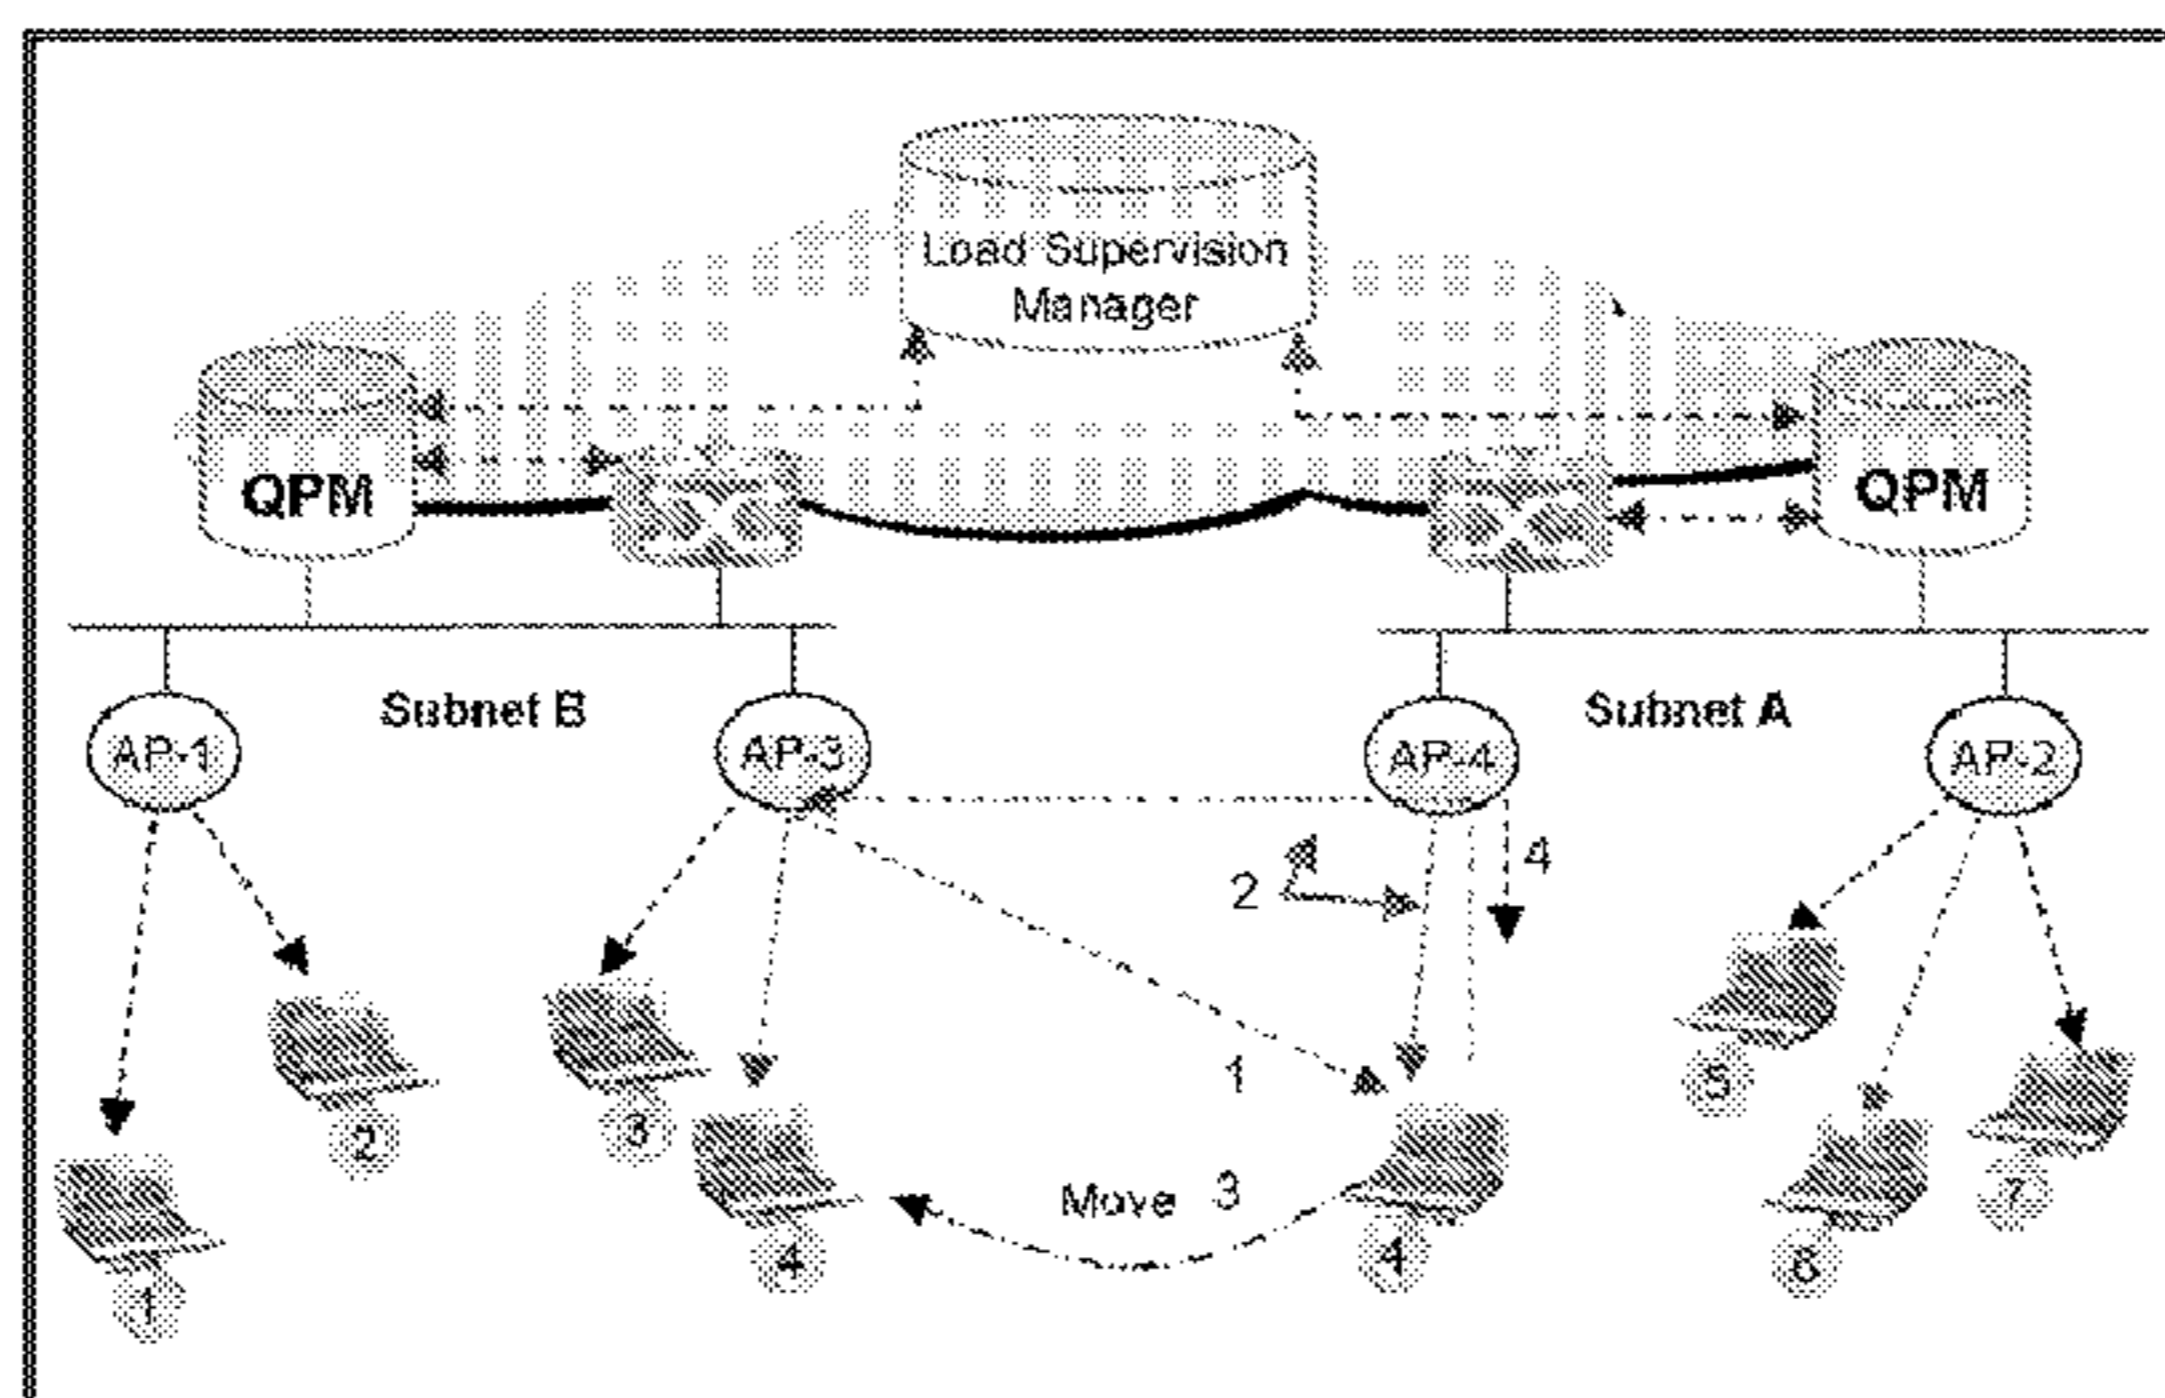 Load Supervision
Manager
QPM
QPM
Subnet B
Subnet A
AP-1
AP-3
AP-4
AP-2
2
4
1
Move 3
5
2
3
7
4
4
6
1